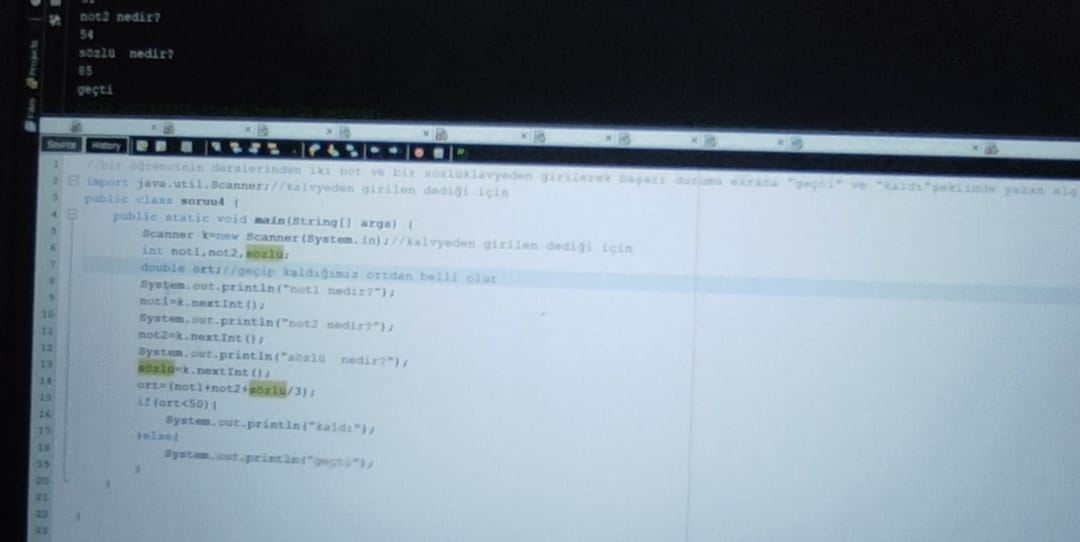 not2 nedir?
54
sözlü  nedir?
85
geçti
Projects
Files
Source History
1 //bir öğrencinin derslerinden iki not ve bir sözluklavyeden girilerek başarı durumu ekrana "geçti" ve "kaldı"şeklinde yazan alg
2 import java.util.Scanner;//kalvyeden girilen dediği için
3 public class soruu4 {
4 public static void main(String[] args) {
5 Scanner k=new Scanner(System.in);//kalvyeden girilen dediği için
6 int not1,not2,sözlü;
7 double ort;//geçip kaldığımız ortdan belli olur
8 System.out.println("not1 nedir?");
9 not1=k.nextInt();
10 System.out.println("not2 nedir?");
11 not2=k.nextInt();
12 System.out.println("sözlü  nedir?");
13 sözlü=k.nextInt();
14 ort=(not1+not2+sözlü/3);
15 if(ort<50){
16 System.out.println("kaldı");
17 }else{
18 System.out.println("geçti");
19 }
20 }
21
22 }
23